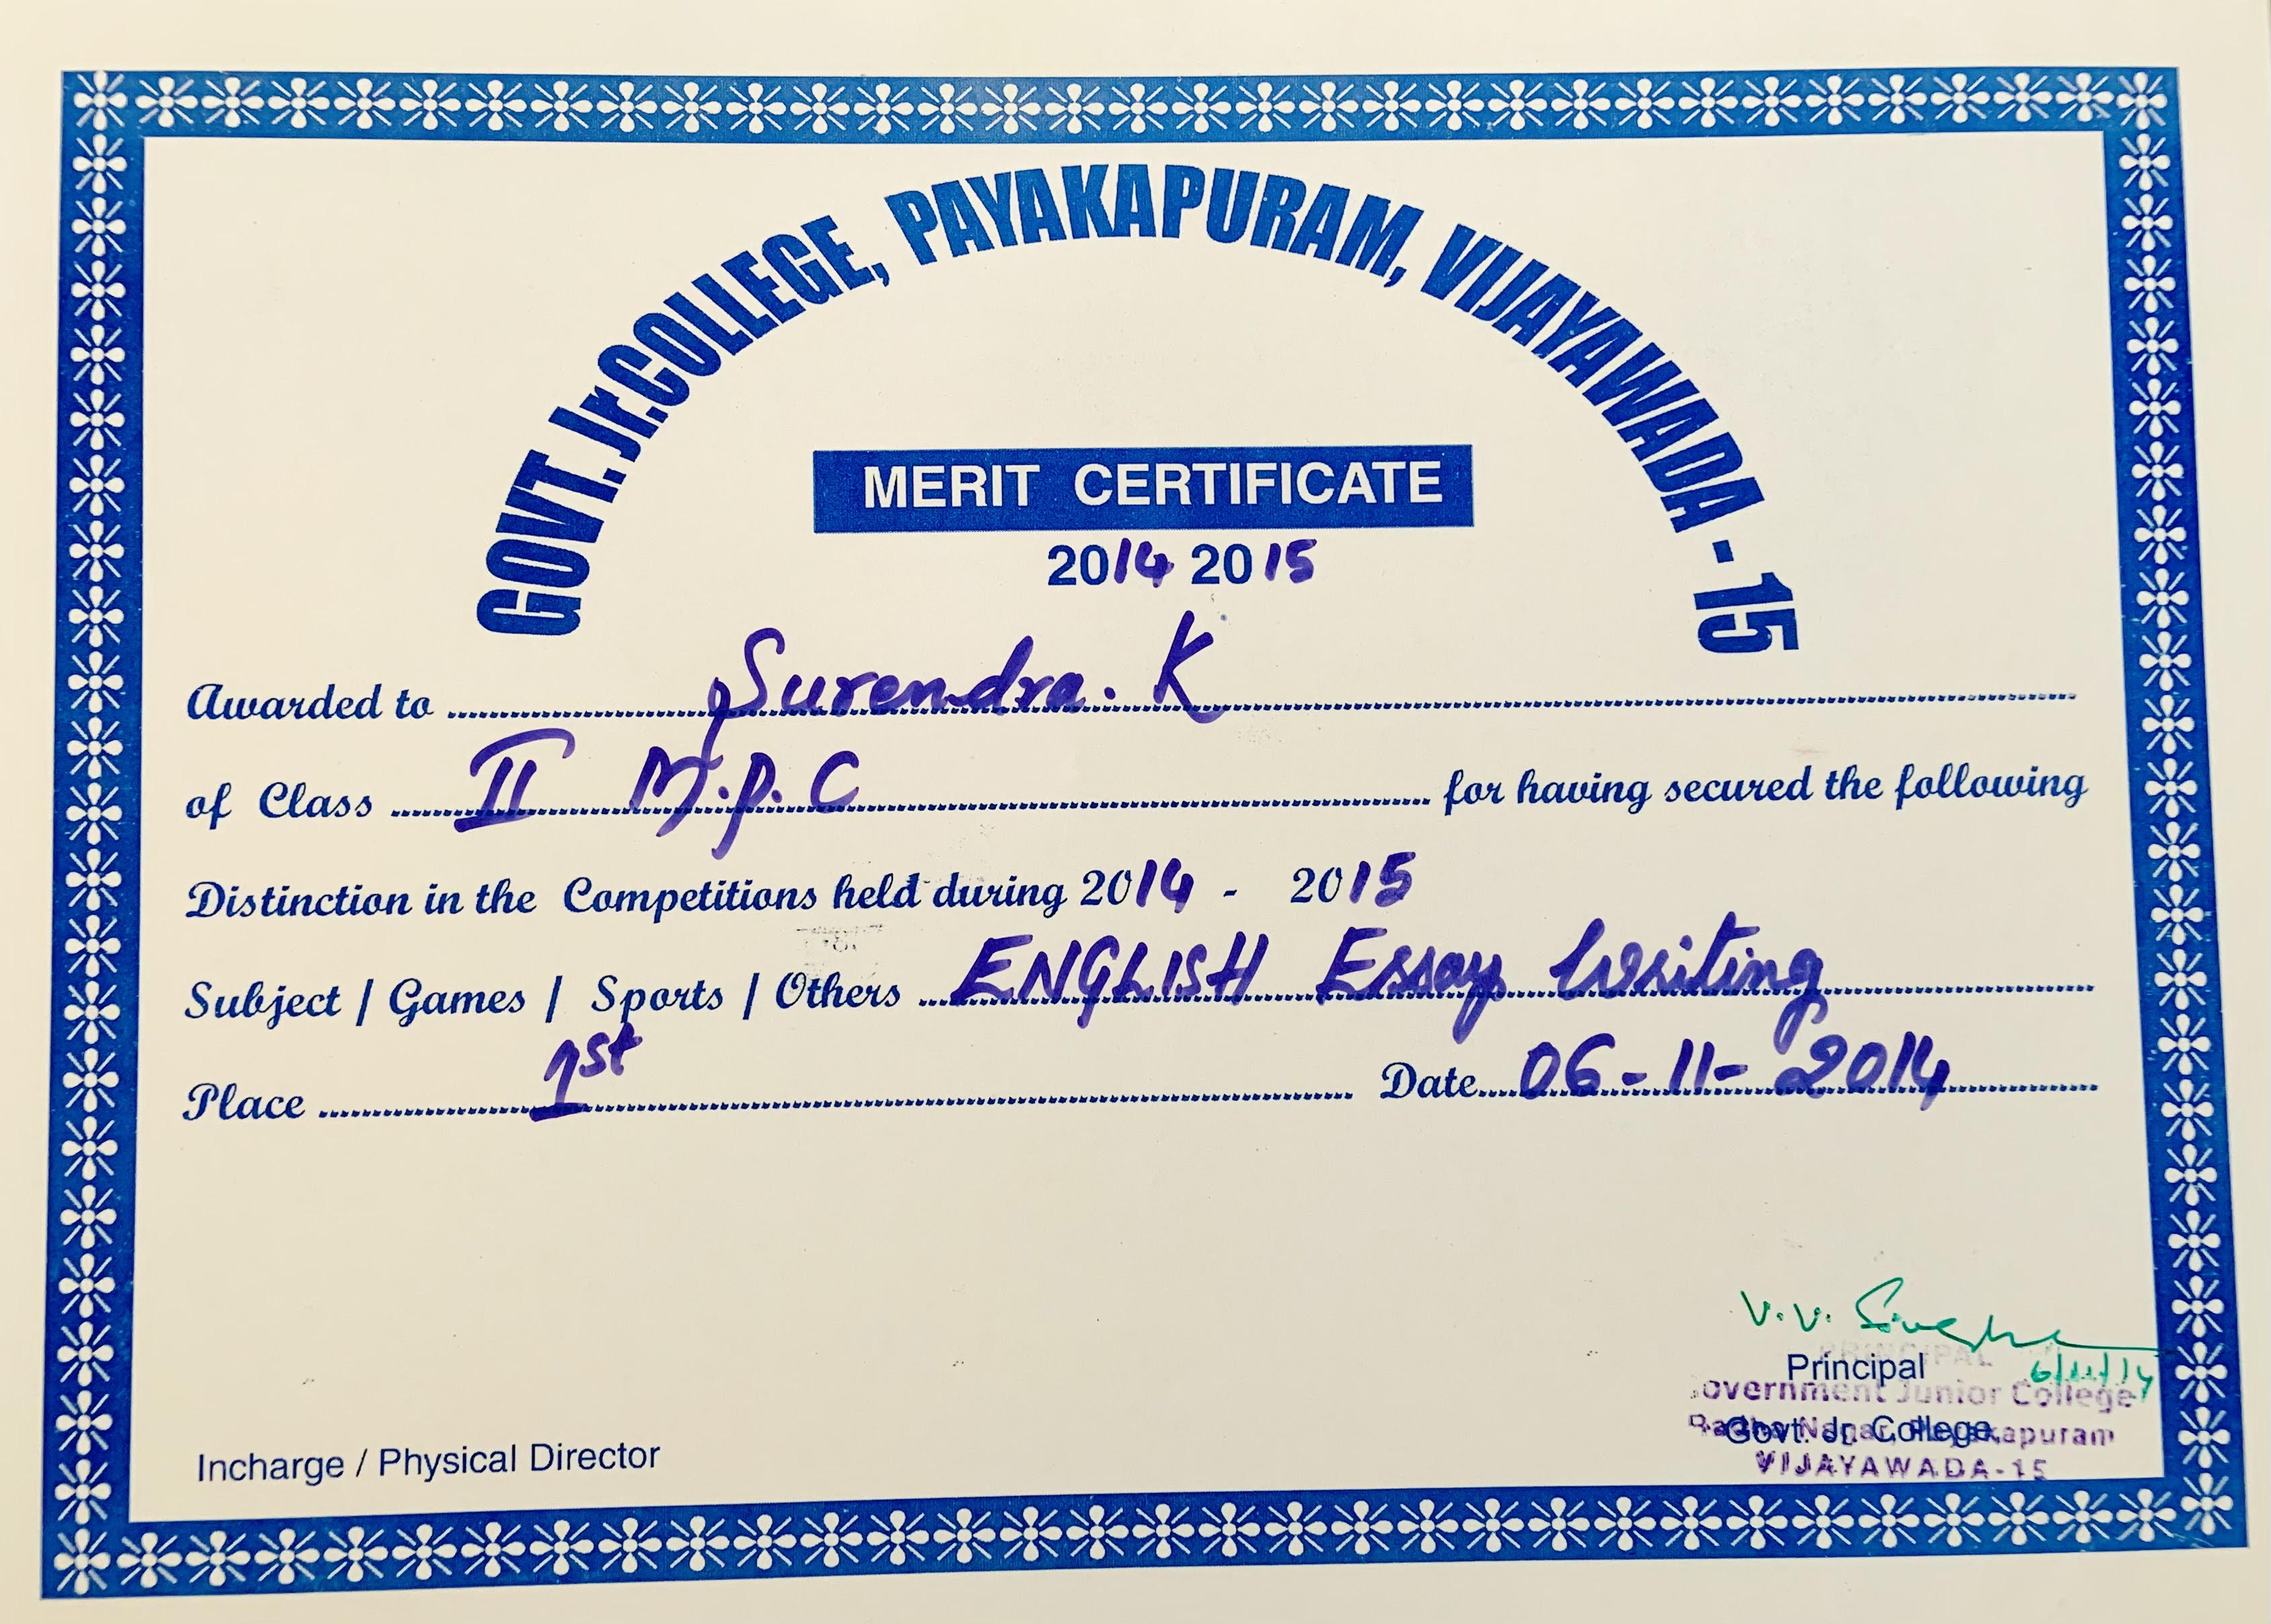 GOVT.Jr.COLLEGE, PAYAKAPURAM, VIJAYAWADA - 15
MERIT CERTIFICATE
2014 2015
Awarded to Surendra. K
of Class II M.P.C for having secured the following
Distinction in the Competitions held during 2014 - 2015
Subject / Games / Sports / Others ENGLISH Essay Writing
Place 1st Date 06-11-2014
V.V.
PRINCIPAL
Principal 6/11/14
overnment Junior College
Govt. Jr. College,
Nagar, Payakapuram
VIJAYAWADA-15
Incharge / Physical Director